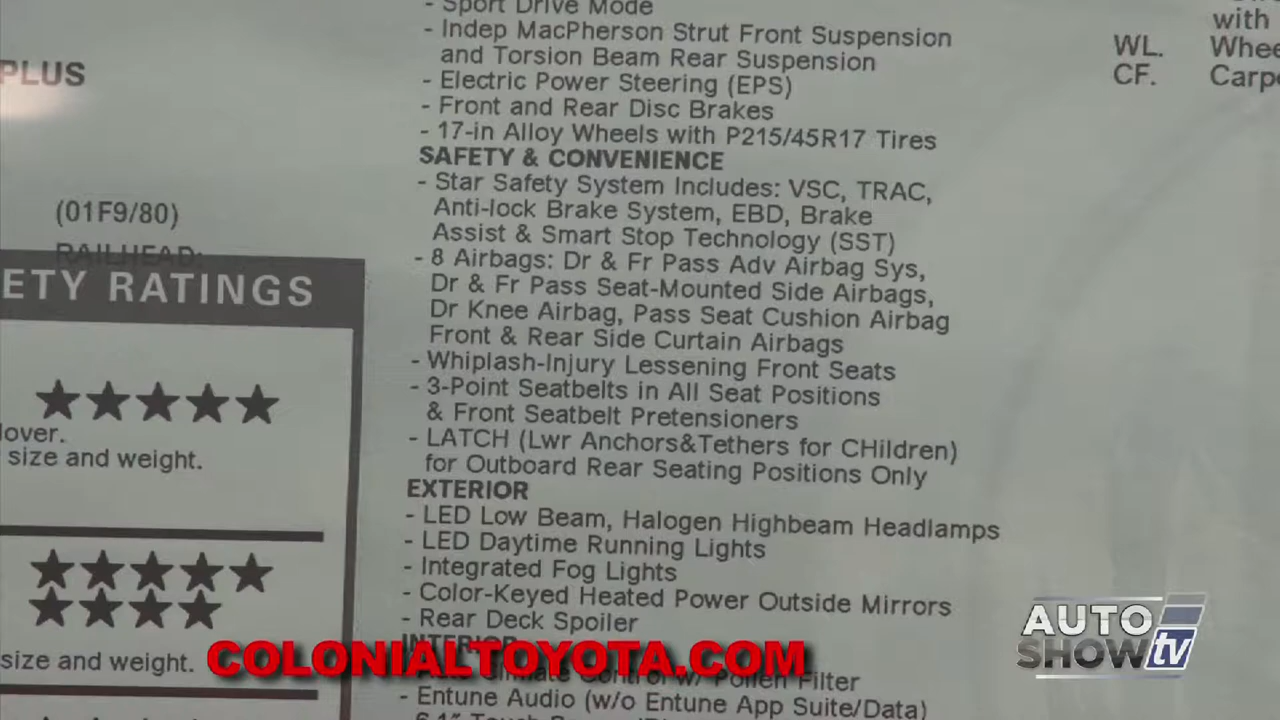 - Sport Drive Mode
- Indep MacPherson Strut Front Suspension
and Torsion Beam Rear Suspension
- Electric Power Steering (EPS)
- Front and Rear Disc Brakes
- 17-in Alloy Wheels with P215/45R17 Tires
SAFETY & CONVENIENCE
- Star Safety System Includes: VSC, TRAC,
Anti-lock Brake System, EBD, Brake
Assist & Smart Stop Technology (SST)
- 8 Airbags: Dr & Fr Pass Adv Airbag Sys,
Dr & Fr Pass Seat-Mounted Side Airbags,
Dr Knee Airbag, Pass Seat Cushion Airbag
Front & Rear Side Curtain Airbags
- Whiplash-Injury Lessening Front Seats
- 3-Point Seatbelts in All Seat Positions
& Front Seatbelt Pretensioners
- LATCH (Lwr Anchors&Tethers for CHildren)
for Outboard Rear Seating Positions Only
EXTERIOR
- LED Low Beam, Halogen Highbeam Headlamps
- LED Daytime Running Lights
- Integrated Fog Lights
- Color-Keyed Heated Power Outside Mirrors
- Rear Deck Spoiler
INTERIOR
Control w/ Pollen Filter
- Entune Audio (w/o Entune App Suite/Data)
PLUS
(01F9/80)
RAILHEAD:
ETY RATINGS
lover.
size and weight.
size and weight.
with
WL. Whee
CF. Carp
COLONIALTOYOTA.COM
AUTO
SHOW tv